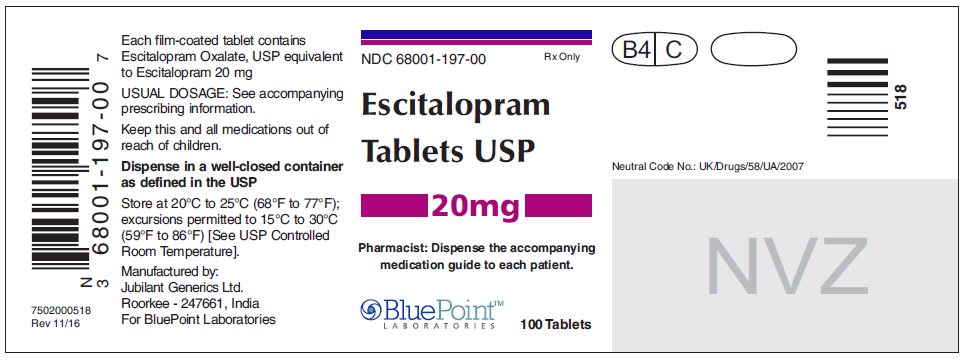 N
3
68001-197-00
7
7502000518
Rev 11/16
Each film-coated tablet contains
Escitalopram Oxalate, USP equivalent
to Escitalopram 20 mg
USUAL DOSAGE: See accompanying
prescribing information.
Keep this and all medications out of
reach of children.
Dispense in a well-closed container
as defined in the USP
Store at 20°C to 25°C (68°F to 77°F);
excursions permitted to 15°C to 30°C
(59°F to 86°F) [See USP Controlled
Room Temperature].
Manufactured by:
Jubilant Generics Ltd.
Roorkee - 247661, India
For BluePoint Laboratories
NDC 68001-197-00 Rx Only
Escitalopram
Tablets USP
20mg
Pharmacist: Dispense the accompanying
medication guide to each patient.
BluePoint™
LABORATORIES
100 Tablets
B4 C
518
Neutral Code No.: UK/Drugs/58/UA/2007
NVZ